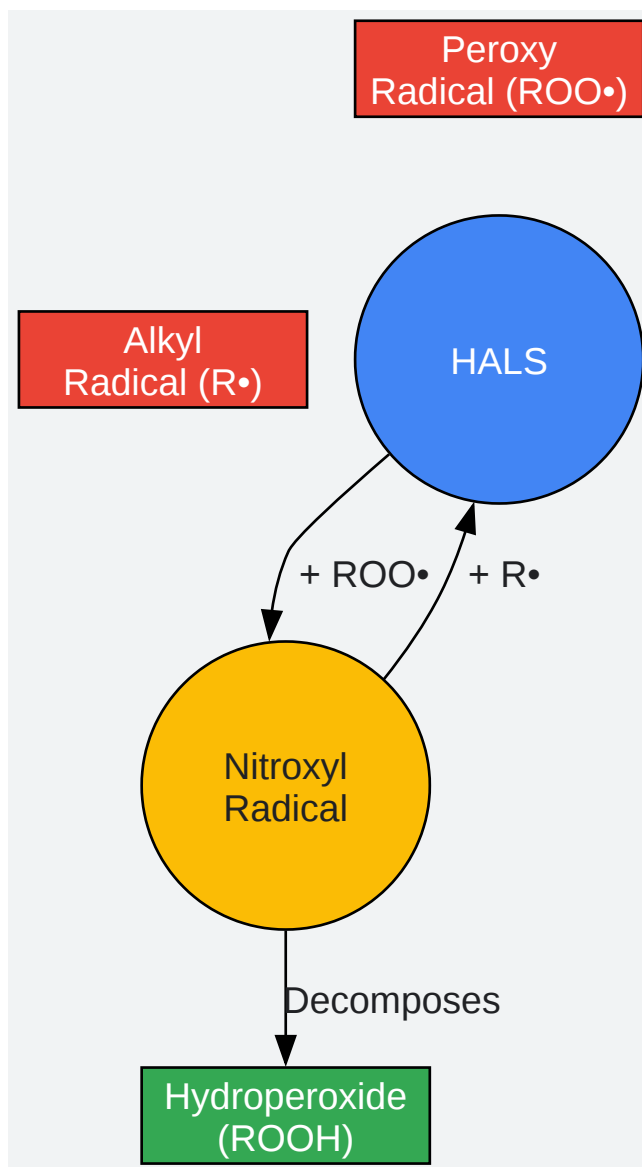 Peroxy
Radical (ROO•)
HALS
Alkyl
Radical (R•)
+ ROO•
+ R•
Nitroxyl
Radical
Decomposes
Hydroperoxide
(ROOH)